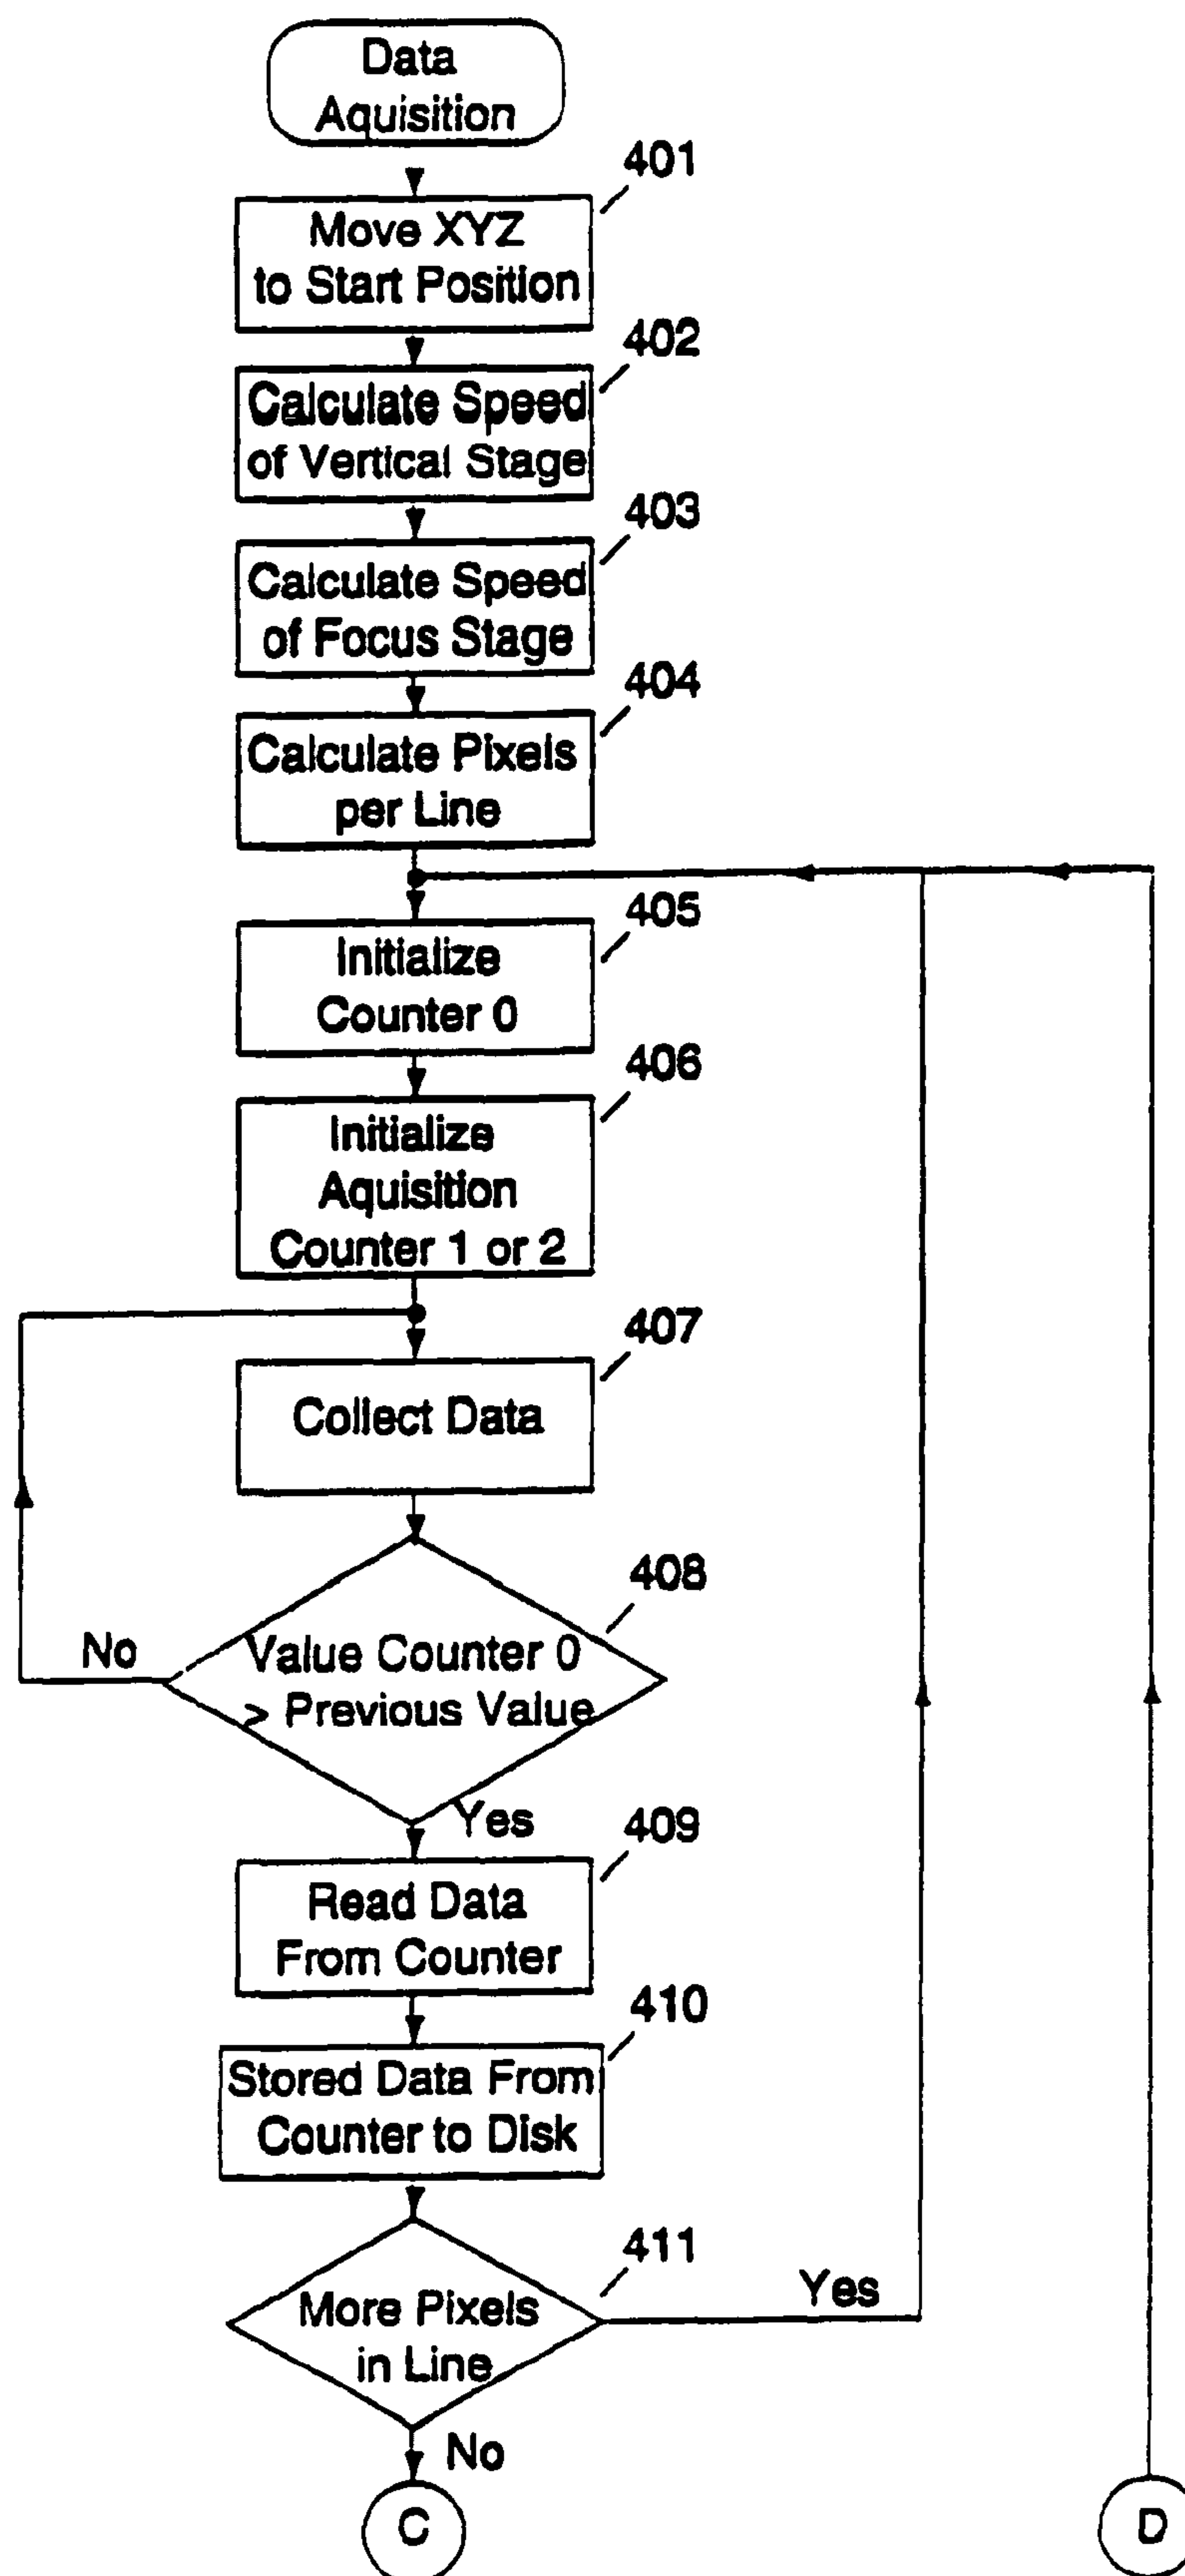 Data
Aquisition
401
Move XYZ
to Start Position
402
Calculate Speed
of Vertical Stage
403
Calculate Speed
of Focus Stage
404
Calculate Pixels
per Line
405
Initialize
Counter 0
406
Initialize
Aquisition
Counter 1 or 2
407
Collect Data
408
No
Value Counter 0
> Previous Value
Yes
409
Read Data
From Counter
410
Stored Data From
Counter to Disk
411
Yes
More Pixels
in Line
No
C
D